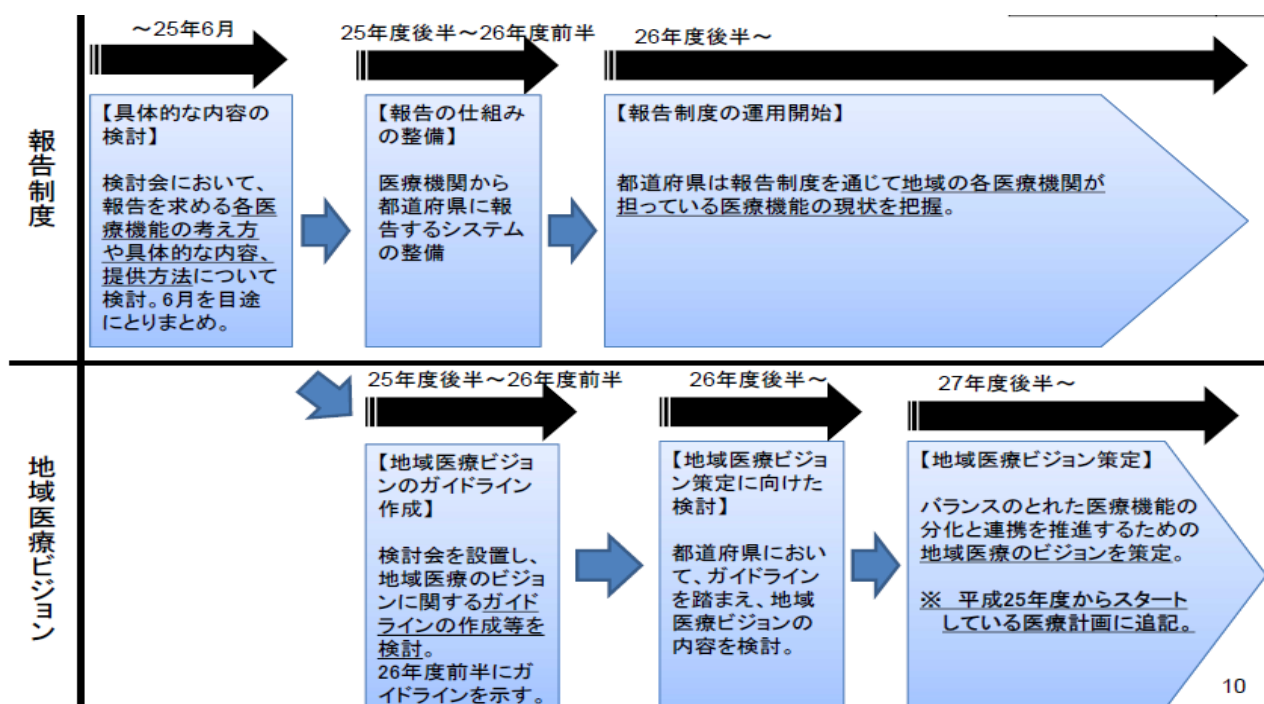 報告制度
~25年6月
【具体的な内容の
検討】
検討会において、
報告を求める各医
療機能の考え方
や具体的な内容、
提供方法について
検討。6月を目途
にとりまとめ。
25年度後半~26年度前半
【報告の仕組み
の整備】
医療機関から
都道府県に報
告するシステム
の整備
26年度後半~
【報告制度の運用開始】
都道府県は報告制度を通じて地域の各医療機関が
担っている医療機能の現状を把握。
地域医療ビジョン
25年度後半~26年度前半
【地域医療ビジョ
ンのガイドライン
作成】
検討会を設置し、
地域医療のビジョ
ンに関するガイド
ラインの作成等を
検討。
26年度前半にガ
イドラインを示す。
26年度後半~
【地域医療ビジョ
ン策定に向けた
検討】
都道府県におい
て、ガイドライン
を踏まえ、地域
医療ビジョンの
内容を検討。
27年度後半~
【地域医療ビジョン策定】
バランスのとれた医療機能の
分化と連携を推進するための
地域医療のビジョンを策定。
※ 平成25年度からスタート
している医療計画に追記。
10